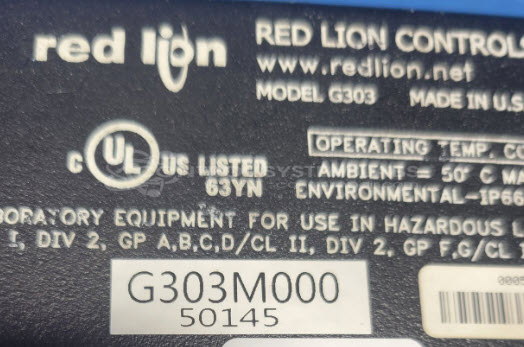 red lion
RED LION CONTROLS
www.redlion.net
MODEL G303 MADE IN U.S
C UL US LISTED
63YN
OPERATING TEMP. CO
AMBIENT = 50° C MA
ENVIRONMENTAL-IP66
BORATORY EQUIPMENT FOR USE IN HAZARDOUS L
I, DIV 2, GP A,B,C,D/CL II, DIV 2, GP F,G/CL I
G303M000
50145
0005